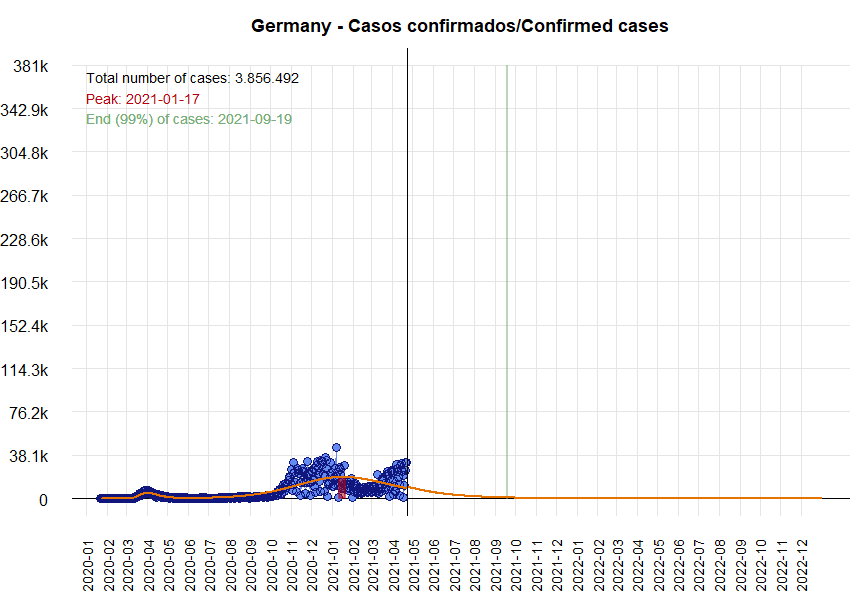 Germany - Casos confirmados/Confirmed cases
381k
342.9k
304.8k
266.7k
228.6k
190.5k
152.4k
114.3k
76.2k
38.1k
0
Total number of cases: 3.856.492
Peak: 2021-01-17
End (99%) of cases: 2021-09-19
2020-01
2020-02
2020-03
2020-04
2020-05
2020-06
2020-07
2020-08
2020-09
2020-10
2020-11
2020-12
2021-01
2021-02
2021-03
2021-04
2021-05
2021-06
2021-07
2021-08
2021-09
2021-10
2021-11
2021-12
2022-01
2022-02
2022-03
2022-04
2022-05
2022-06
2022-07
2022-08
2022-09
2022-10
2022-11
2022-12